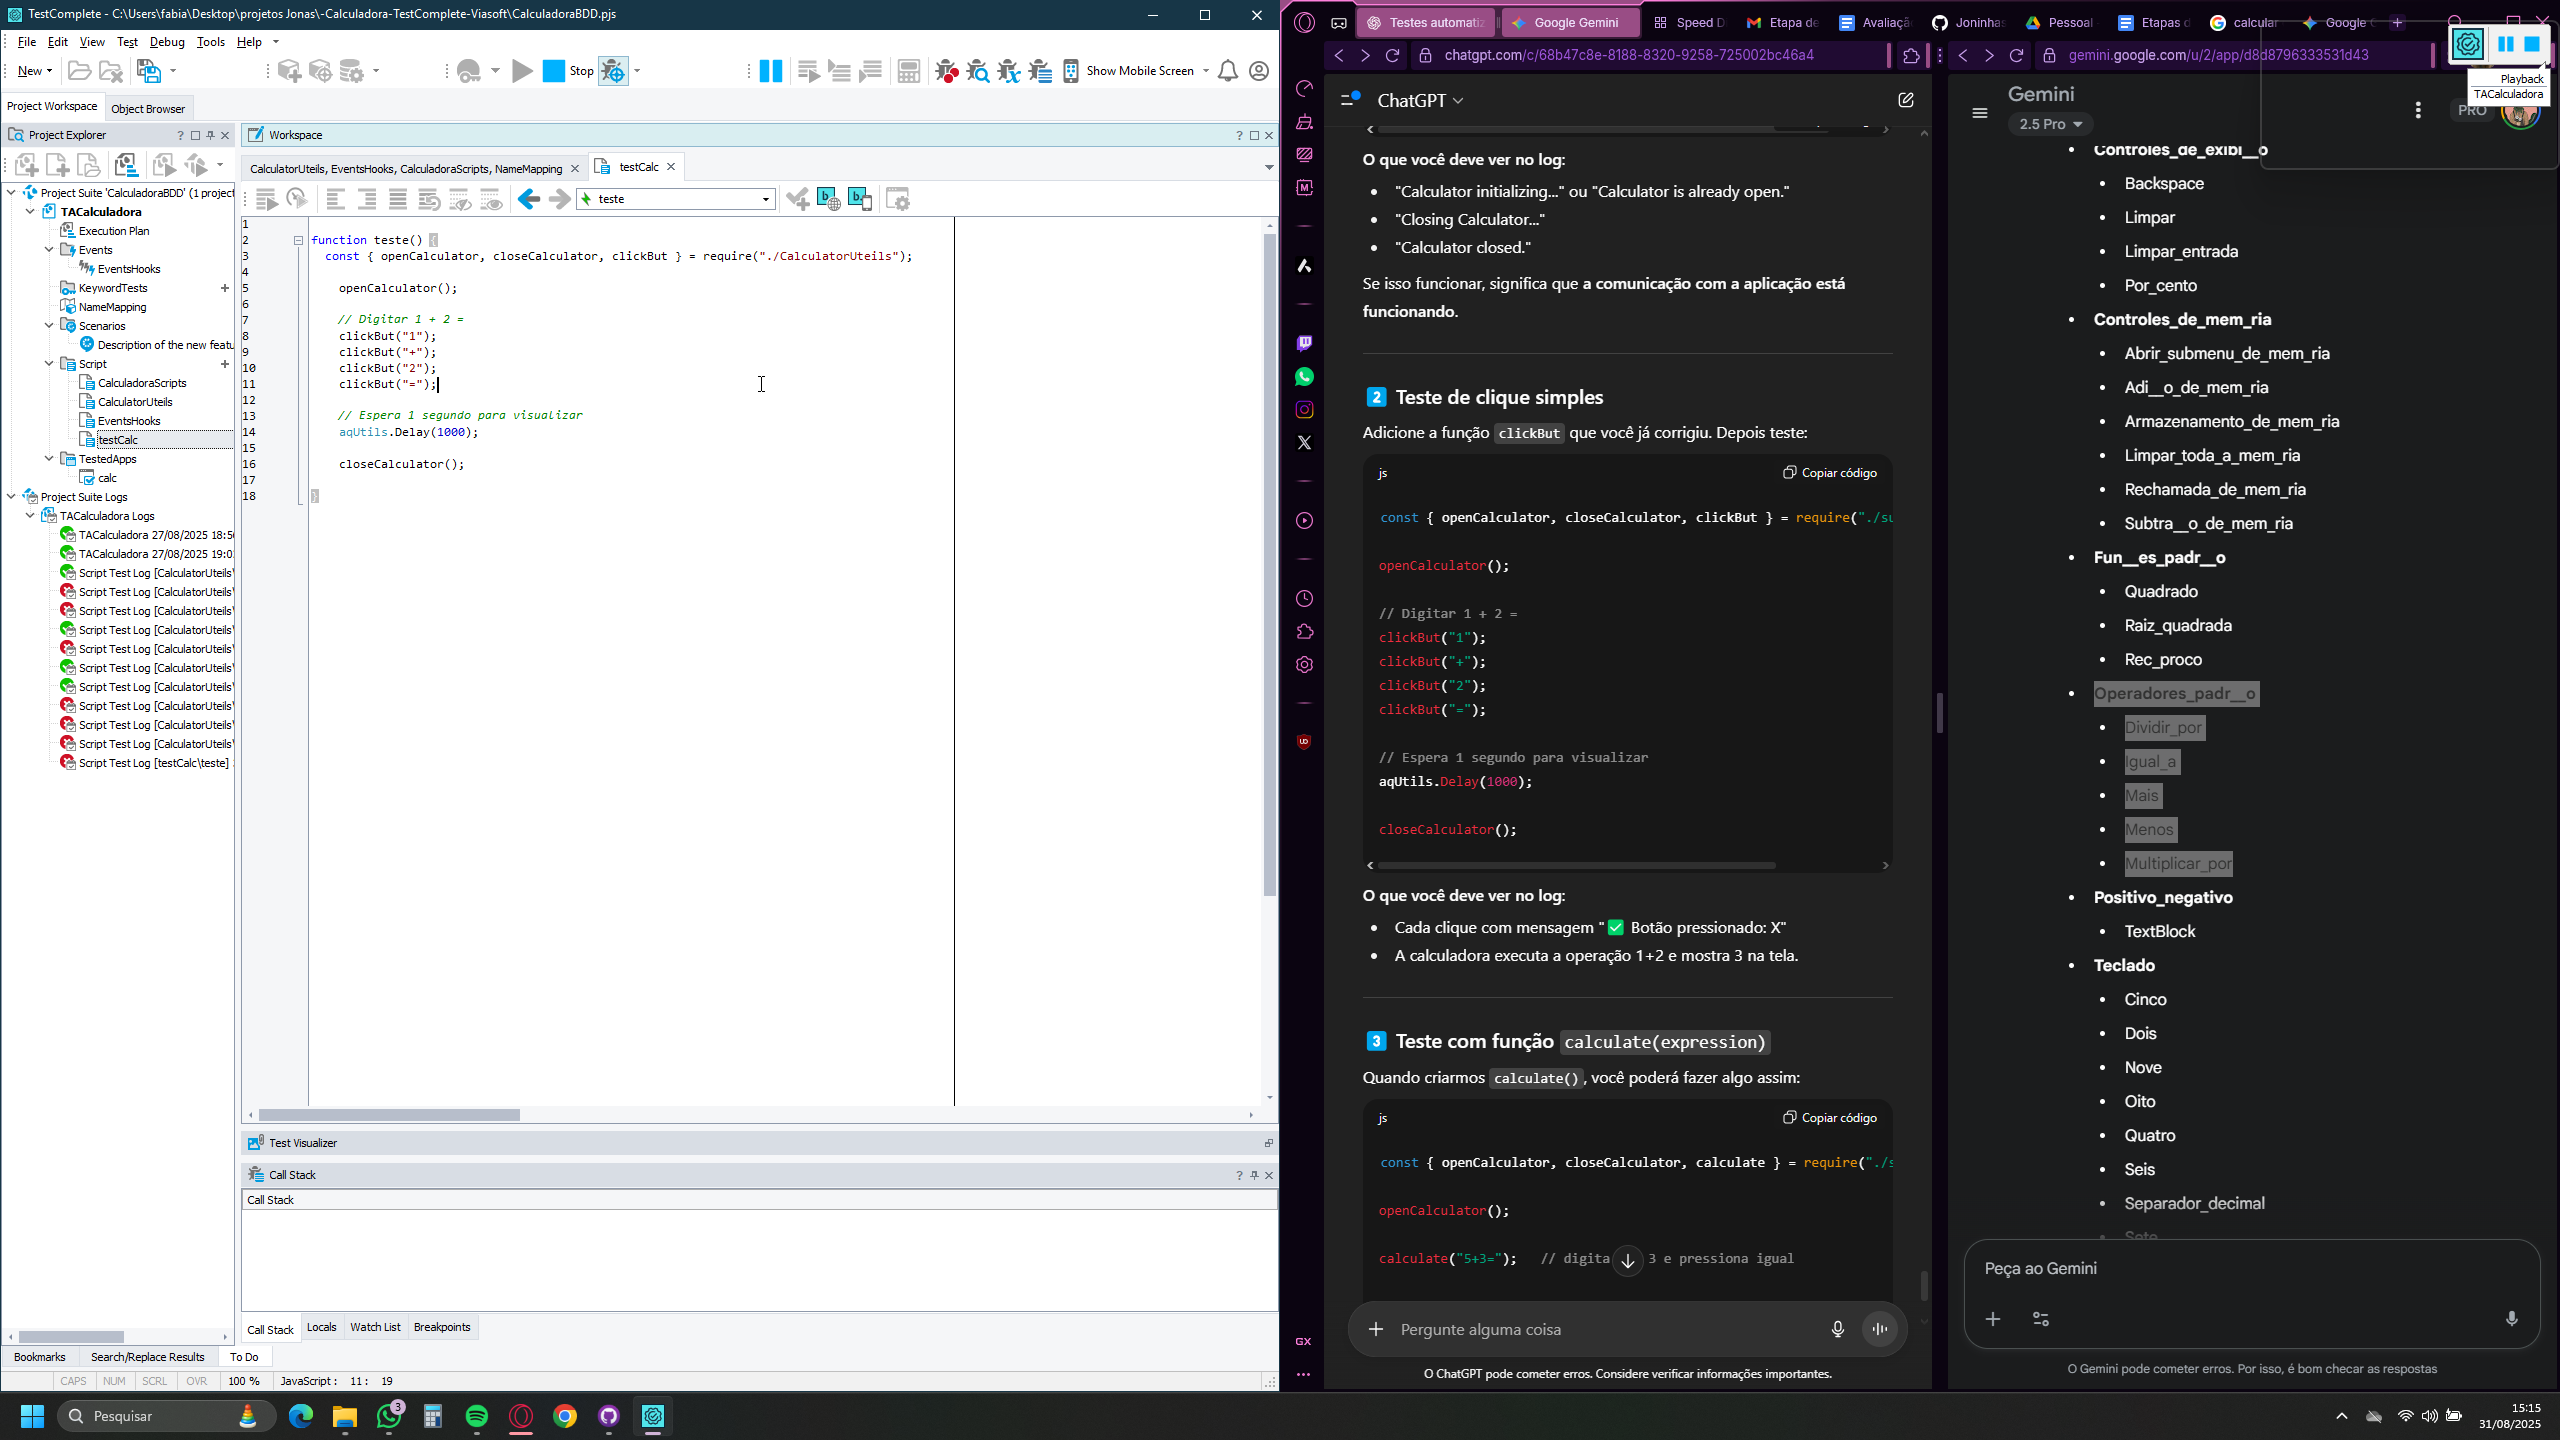 TestComplete - C:\Users\fabia\Desktop\projetos Jonas\-Calculadora-TestComplete-Viasoft\CalculadoraBDD.pjs
File Edit View Test Debug Tools Help
New
Stop
Show Mobile Screen
Project Workspace
Object Browser
Project Explorer
Project Suite 'CalculadoraBDD' (1 project
TACalculadora
Execution Plan
Events
EventsHooks
KeywordTests
NameMapping
Scenarios
Description of the new featu
Script
CalculadoraScripts
CalculatorUteils
EventsHooks
testCalc
TestedApps
calc
Project Suite Logs
TACalculadora Logs
TACalculadora 27/08/2025 18:5
TACalculadora 27/08/2025 19:0
Script Test Log [CalculatorUteils\
Script Test Log [CalculatorUteils\
Script Test Log [CalculatorUteils\
Script Test Log [CalculatorUteils\
Script Test Log [CalculatorUteils\
Script Test Log [CalculatorUteils\
Script Test Log [CalculatorUteils\
Script Test Log [CalculatorUteils\
Script Test Log [CalculatorUteils\
Script Test Log [CalculatorUteils\
Script Test Log [testCalc\teste]
Workspace
CalculatorUteils, EventsHooks, CalculadoraScripts, NameMapping
testCalc
teste
1
2 function teste() {
3 const { openCalculator, closeCalculator, clickBut } = require("./CalculatorUteils");
4
5 openCalculator();
6
7 // Digitar 1 + 2 =
8 clickBut("1");
9 clickBut("+");
10 clickBut("2");
11 clickBut("=");
12
13 // Espera 1 segundo para visualizar
14 aqUtils.Delay(1000);
15
16 closeCalculator();
17
18 }
Test Visualizer
Call Stack
Call Stack
Call Stack Locals Watch List Breakpoints
Bookmarks Search/Replace Results To Do
CAPS NUM SCRL OVR 100 % JavaScript: 11: 19
Testes automati
Google Gemini
Speed D
Etapa de
Avaliaçã
Joninha
Pessoal
Etapas d
calcular
Google
chatgpt.com/c/68b47c8e-8188-8320-9258-725002bc46a4
gemini.google.com/u/2/app/d8d8796333531d43
Playback
TACalculadora
GX
ChatGPT
O que você deve ver no log:
"Calculator initializing..." ou "Calculator is already open."
"Closing Calculator..."
"Calculator closed."
Se isso funcionar, significa que a comunicação com a aplicação está
funcionando.
2 Teste de clique simples
Adicione a função clickBut que você já corrigiu. Depois teste:
js
Copiar código
const { openCalculator, closeCalculator, clickBut } = require("./su
openCalculator();
// Digitar 1 + 2 =
clickBut("1");
clickBut("+");
clickBut("2");
clickBut("=");
// Espera 1 segundo para visualizar
aqUtils.Delay(1000);
closeCalculator();
O que você deve ver no log:
Cada clique com mensagem "✅ Botão pressionado: X"
A calculadora executa a operação 1+2 e mostra 3 na tela.
3 Teste com função calculate(expression)
Quando criarmos calculate(), você poderá fazer algo assim:
js
Copiar código
const { openCalculator, closeCalculator, calculate } = require("./s
openCalculator();
calculate("5+3="); // digita 3 e pressiona igual
Pergunte alguma coisa
O ChatGPT pode cometer erros. Considere verificar informações importantes.
Gemini
2.5 Pro
PRO
Controles_de_exibi__o
Backspace
Limpar
Limpar_entrada
Por_cento
Controles_de_mem_ria
Abrir_submenu_de_mem_ria
Adi__o_de_mem_ria
Armazenamento_de_mem_ria
Limpar_toda_a_mem_ria
Rechamada_de_mem_ria
Subtra__o_de_mem_ria
Fun__es_padr__o
Quadrado
Raiz_quadrada
Rec_proco
Operadores_padr__o
Dividir_por
Igual_a
Mais
Menos
Multiplicar_por
Positivo_negativo
TextBlock
Teclado
Cinco
Dois
Nove
Oito
Quatro
Seis
Separador_decimal
Sete
Peça ao Gemini
O Gemini pode cometer erros. Por isso, é bom checar as respostas
Pesquisar
3
15:15
31/08/2025